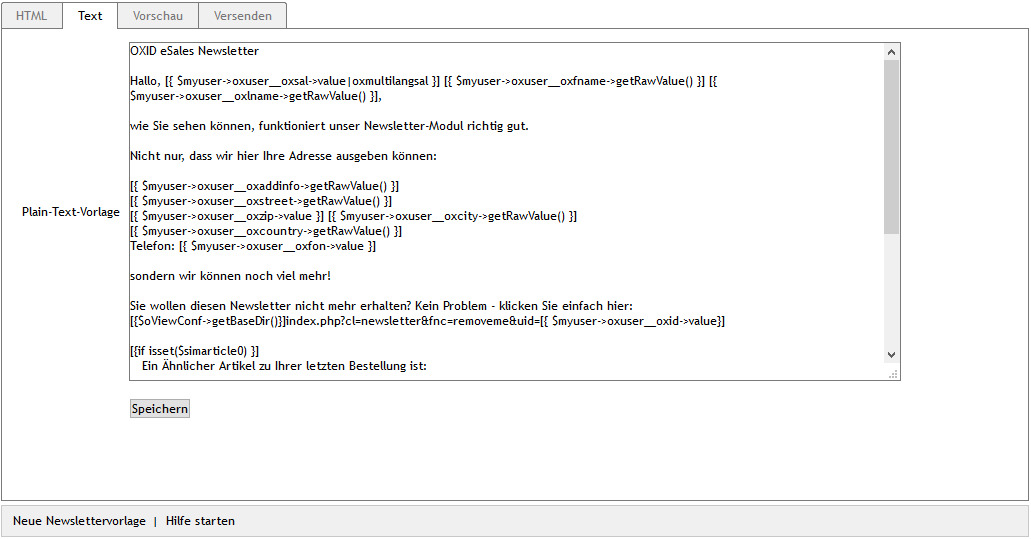 HTML Text Vorschau Versenden
OXID eSales Newsletter
Hallo, [{ $myuser->oxuser__oxsal->value|oxmultilangsal }] [{ $myuser->oxuser__oxfname->getRawValue() }] [{
$myuser->oxuser__oxlname->getRawValue() }],
wie Sie sehen können, funktioniert unser Newsletter-Modul richtig gut.
Nicht nur, dass wir hier Ihre Adresse ausgeben können:
[{ $myuser->oxuser__oxaddinfo->getRawValue() }]
[{ $myuser->oxuser__oxstreet->getRawValue() }]
Plain-Text-Vorlage
[{ $myuser->oxuser__oxzip->value }] [{ $myuser->oxuser__oxcity->getRawValue() }]
[{ $myuser->oxuser__oxcountry->getRawValue() }]
Telefon: [{ $myuser->oxuser__oxfon->value }]
sondern wir können noch viel mehr!
Sie wollen diesen Newsletter nicht mehr erhalten? Kein Problem - klicken Sie einfach hier:
[{$oViewConf->getBaseDir()}]index.php?cl=newsletter&fnc=removeme&uid=[{ $myuser->oxuser__oxid->value}]
[{if isset($simarticle0) }]
Ein Ähnlicher Artikel zu Ihrer letzten Bestellung ist:
Speichern
Neue Newslettervorlage | Hilfe starten